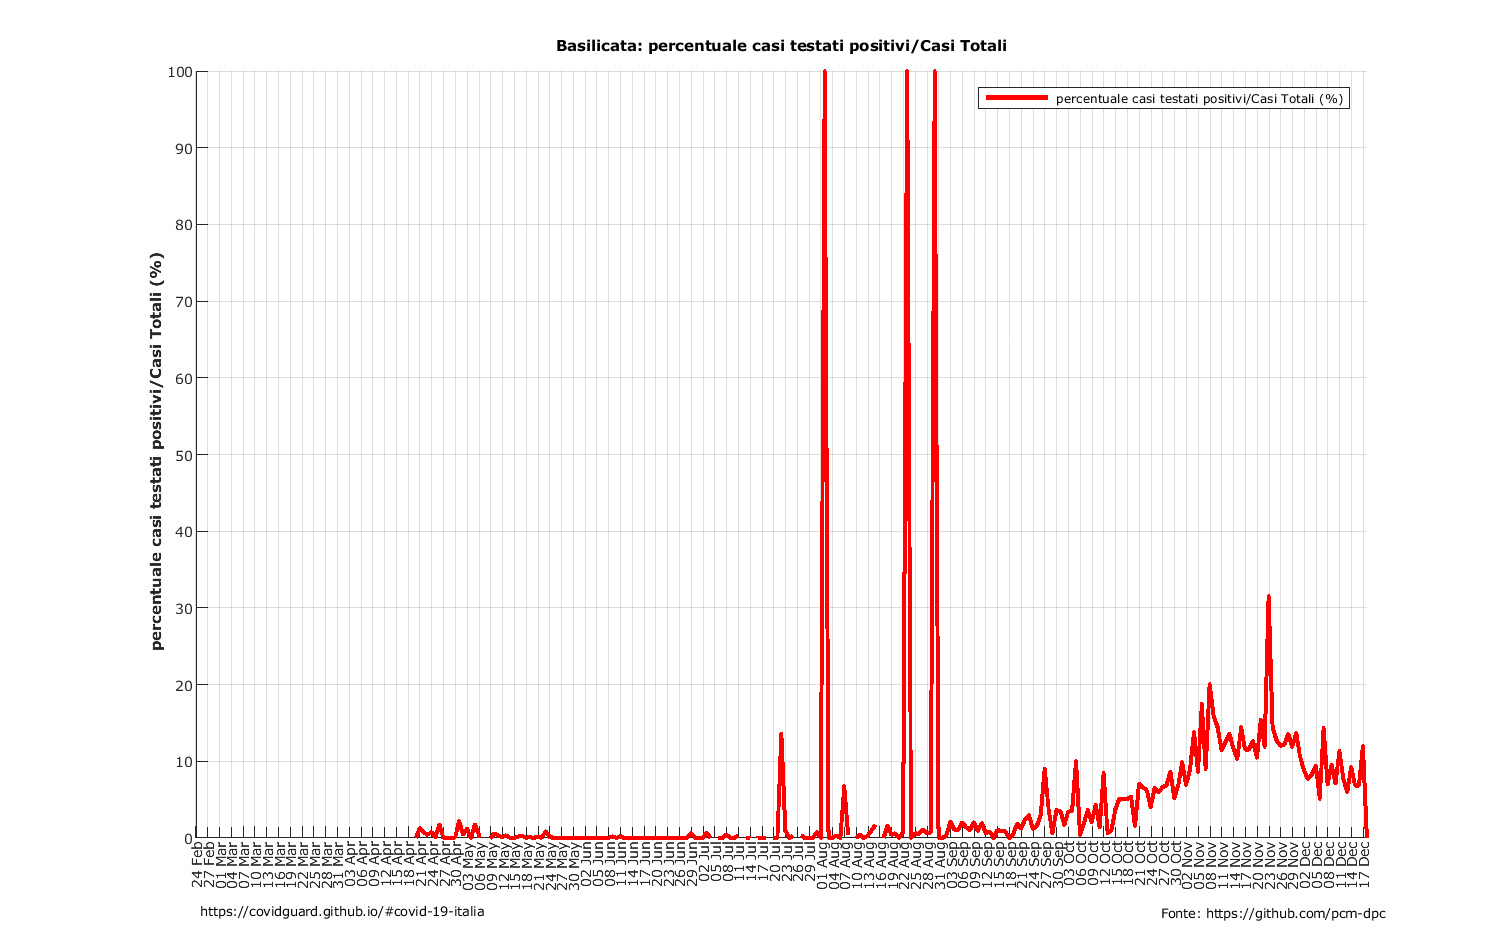 Basilicata: percentuale casi testati positivi/Casi Totali
percentuale casi testati positivi/Casi Totali (%)
percentuale casi testati positivi/Casi Totali (%)
100
90
80
70
60
50
40
30
20
10
0
24 Feb
27 Feb
01 Mar
04 Mar
07 Mar
10 Mar
13 Mar
16 Mar
19 Mar
22 Mar
25 Mar
28 Mar
31 Mar
03 Apr
06 Apr
09 Apr
12 Apr
15 Apr
18 Apr
21 Apr
24 Apr
27 Apr
30 Apr
03 May
06 May
09 May
12 May
15 May
18 May
21 May
24 May
27 May
30 May
02 Jun
05 Jun
08 Jun
11 Jun
14 Jun
17 Jun
20 Jun
23 Jun
26 Jun
29 Jun
02 Jul
05 Jul
08 Jul
11 Jul
14 Jul
17 Jul
20 Jul
23 Jul
26 Jul
29 Jul
01 Aug
04 Aug
07 Aug
10 Aug
13 Aug
16 Aug
19 Aug
22 Aug
25 Aug
28 Aug
31 Aug
03 Sep
06 Sep
09 Sep
12 Sep
15 Sep
18 Sep
21 Sep
24 Sep
27 Sep
30 Sep
03 Oct
06 Oct
09 Oct
12 Oct
15 Oct
18 Oct
21 Oct
24 Oct
27 Oct
30 Oct
02 Nov
05 Nov
08 Nov
11 Nov
14 Nov
17 Nov
20 Nov
23 Nov
26 Nov
29 Nov
02 Dec
05 Dec
08 Dec
11 Dec
14 Dec
17 Dec
https://covidguard.github.io/#covid-19-italia
Fonte: https://github.com/pcm-dpc